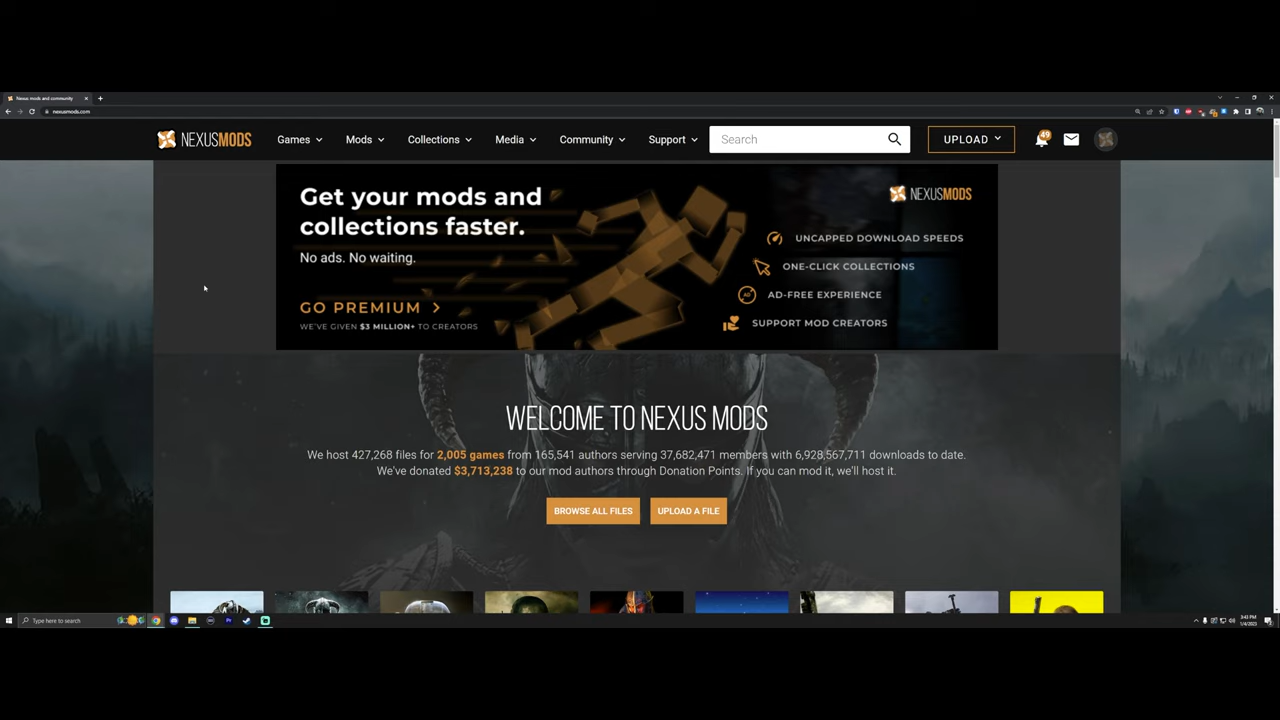 Nexus mods and community
nexusmods.com
NEXUSMODS
Games
Mods
Collections
Media
Community
Support
Search
UPLOAD
49
Get your mods and
collections faster.
No ads. No waiting.
GO PREMIUM
WE'VE GIVEN $3 MILLION+ TO CREATORS
NEXUSMODS
UNCAPPED DOWNLOAD SPEEDS
ONE-CLICK COLLECTIONS
AD
AD-FREE EXPERIENCE
SUPPORT MOD CREATORS
WELCOME TO NEXUS MODS
We host 427,268 files for 2,005 games from 165,541 authors serving 37,682,471 members with 6,928,567,711 downloads to date.
We've donated $3,713,238 to our mod authors through Donation Points. If you can mod it, we'll host it.
BROWSE ALL FILES
UPLOAD A FILE
Type here to search
3:43 PM
1/4/2023